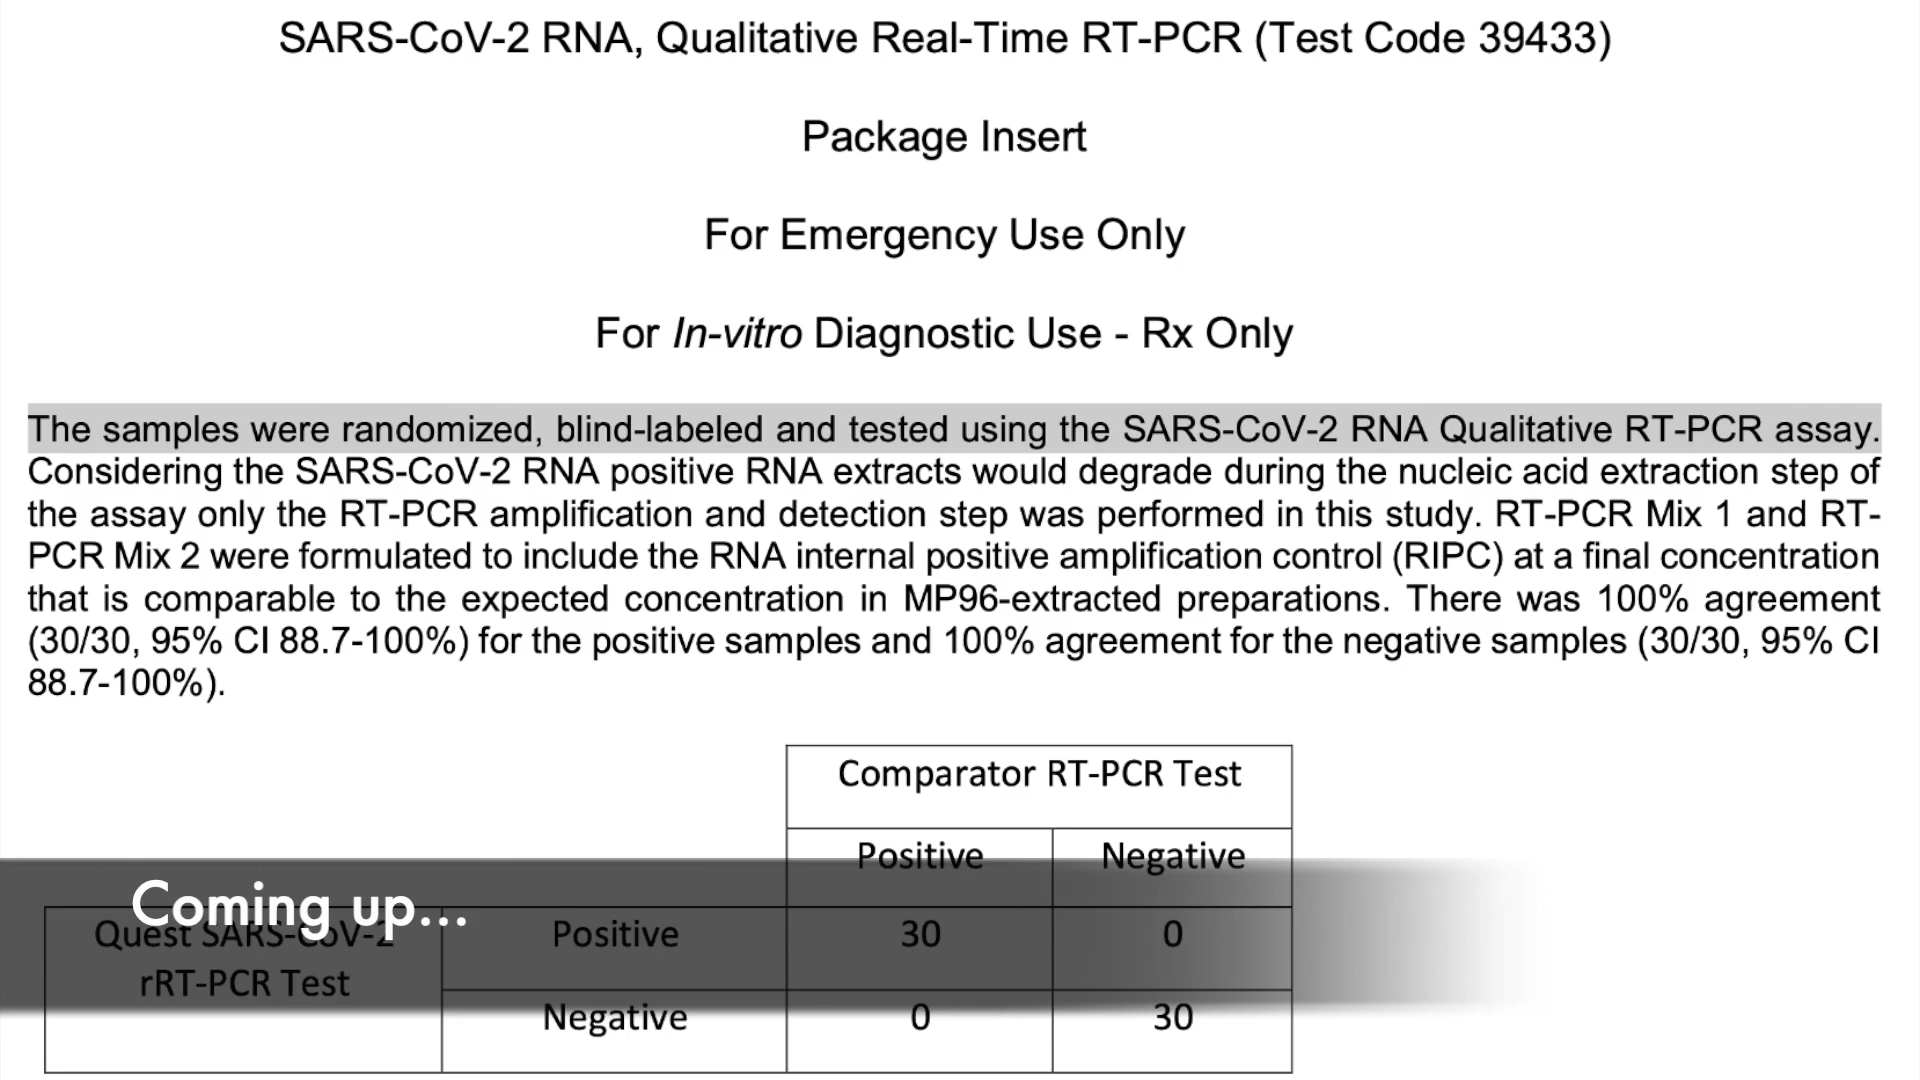 SARS-CoV-2 RNA, Qualitative Real-Time RT-PCR (Test Code 39433)
Package Insert
For Emergency Use Only
For In-vitro Diagnostic Use - Rx Only
The samples were randomized, blind-labeled and tested using the SARS-CoV-2 RNA Qualitative RT-PCR assay.
Considering the SARS-CoV-2 RNA positive RNA extracts would degrade during the nucleic acid extraction step of
the assay only the RT-PCR amplification and detection step was performed in this study. RT-PCR Mix 1 and RT-
PCR Mix 2 were formulated to include the RNA internal positive amplification control (RIPC) at a final concentration
that is comparable to the expected concentration in MP96-extracted preparations. There was 100% agreement
(30/30, 95% CI 88.7-100%) for the positive samples and 100% agreement for the negative samples (30/30, 95% CI
88.7-100%).
Comparator RT-PCR Test
Positive Negative
Coming up...
Quest SARS-CoV-2 Positive 30 0
rRT-PCR Test
Negative 0 30